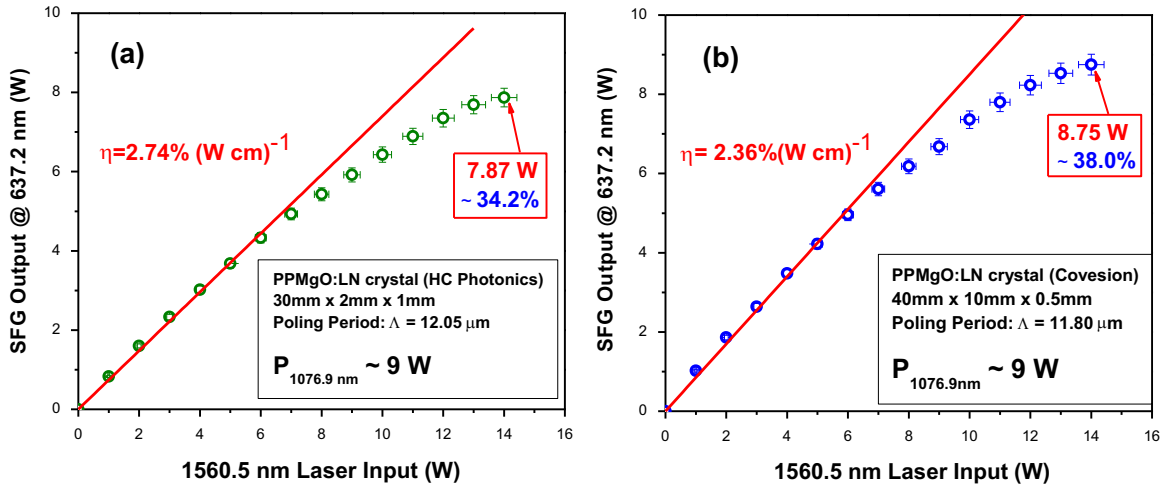 (a)
η=2.74% (W cm)⁻¹
7.87 W
~ 34.2%
PPMgO:LN crystal (HC Photonics)
30mm x 2mm x 1mm
Poling Period: Λ = 12.05 μm
P1076.9 nm ~ 9 W
SFG Output @ 637.2 nm (W)
10
8
6
4
2
0
0 2 4 6 8 10 12 14 16
1560.5 nm Laser Input (W)
(b)
η= 2.36%(W cm)⁻¹
8.75 W
~ 38.0%
PPMgO:LN crystal (Covesion)
40mm x 10mm x 0.5mm
Poling Period: Λ = 11.80 μm
P1076.9nm ~ 9 W
SFG Output @ 637.2 nm (W)
10
8
6
4
2
0
0 2 4 6 8 10 12 14 16
1560.5 nm Laser Input (W)